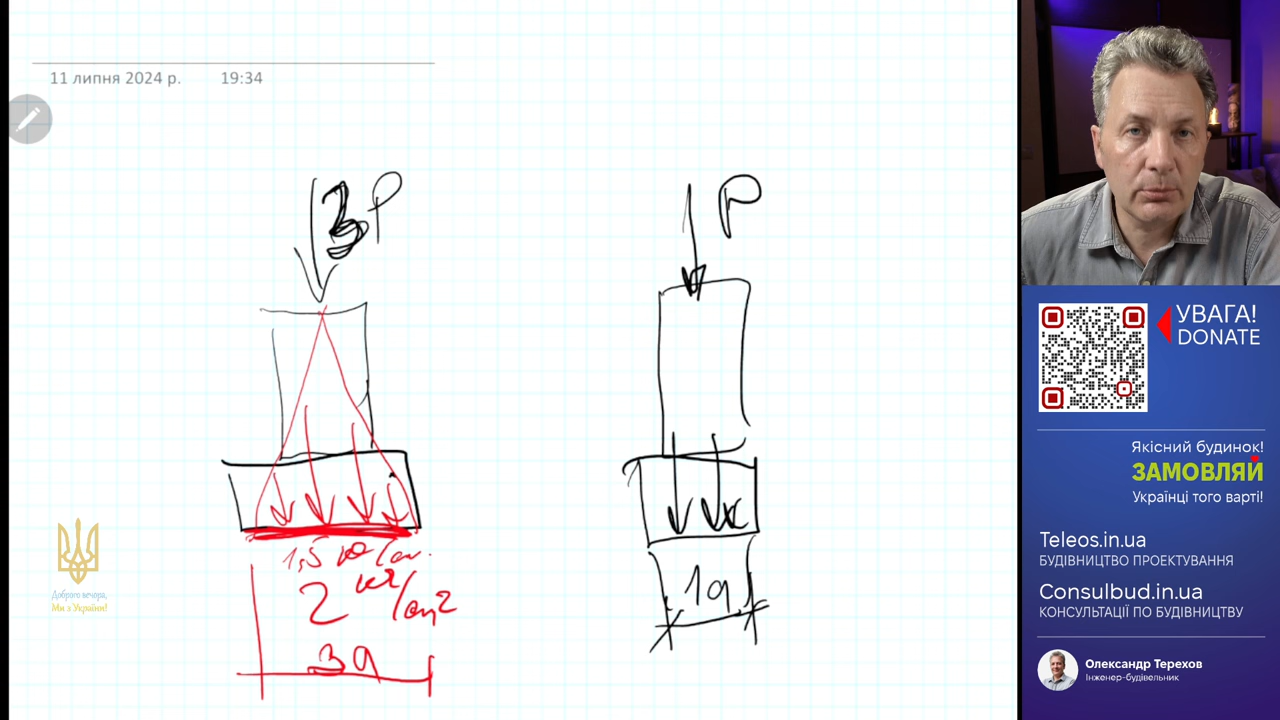 11 липня 2024 р. 19:34
3P
P
1,5 кг/см.
2 кг/см2
3a
1a
УВАГА!
DONATE
Якісний будинок!
ЗАМОВЛЯЙ
Українці того варті!
Teleos.in.ua
БУДІВНИЦТВО ПРОЕКТУВАННЯ
Consulbud.in.ua
КОНСУЛЬТАЦІЇ ПО БУДІВНИЦТВУ
Олександр Терехов
Інженер-будівельник
Доброго вечора,
Ми з України!